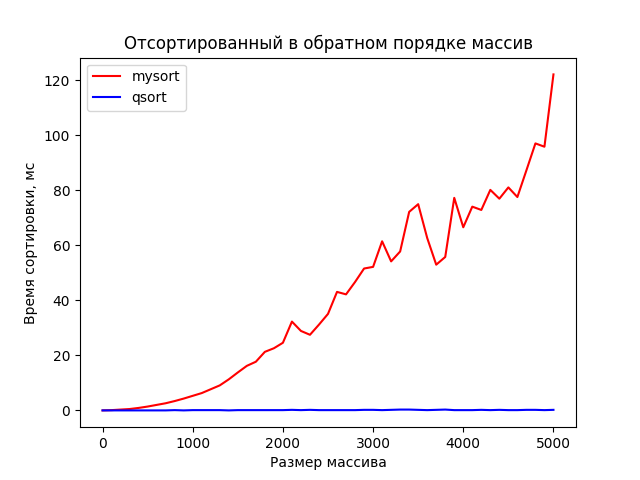 Отсортированный в обратном порядке массив
mysort
qsort
120
100
80
60
40
20
0
Время сортировки, мс
0 1000 2000 3000 4000 5000
Размер массива